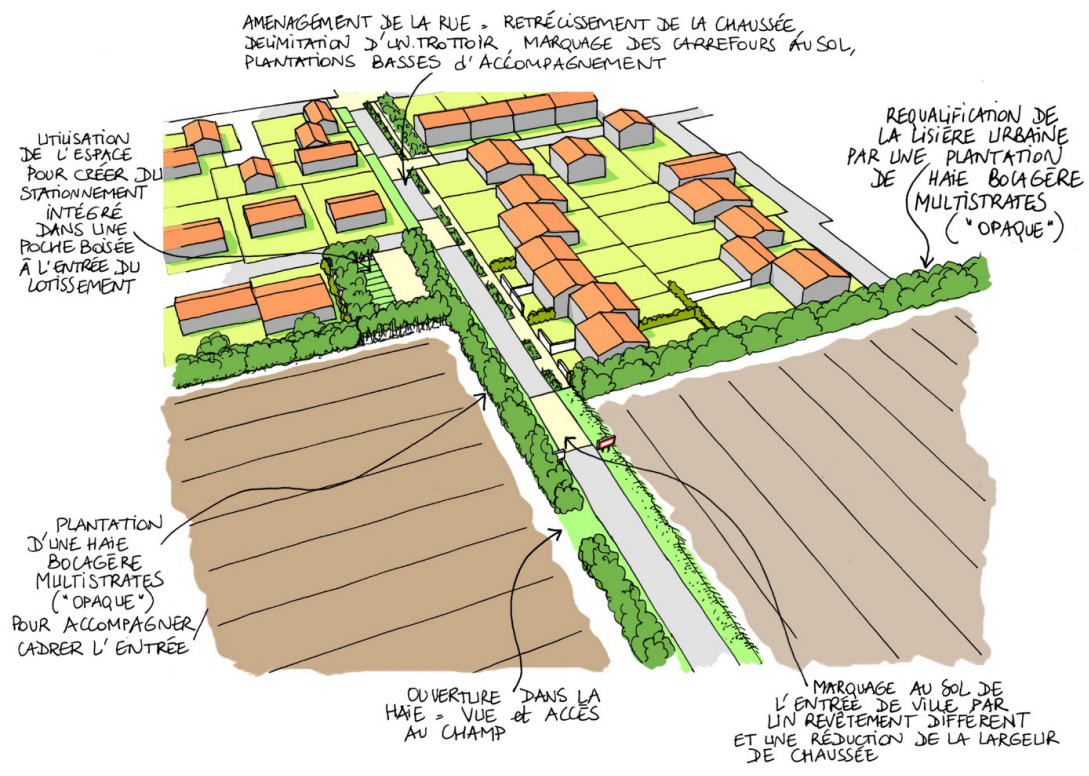 AMENAGEMENT DE LA RUE = RETRÉCISSEMENT DE LA CHAUSSÉE,
DELIMITATION D'UN TROTTOIR, MARQUAGE DES CARREFOURS AU SOL,
PLANTATIONS BASSES d'ACCOMPAGNEMENT
UTILISATION
DE L'ESPACE
POUR CRÉER DU
STATIONNEMENT
INTÉGRÉ
DANS UNE
POCHE BOISÉE
À L'ENTRÉE DU
LOTISSEMENT
REQUALIFICATION DE
LA LISIÈRE URBAINE
PAR UNE PLANTATION
DE HAIE BOCAGÈRE
MULTISTRATES
("OPAQUE")
PLANTATION
D'UNE HAIE
BOCAGÈRE
MULTISTRATES
("OPAQUE")
POUR ACCOMPAGNER/
CADRER L'ENTRÉE
OUVERTURE DANS LA
HAIE = VUE et ACCÈS
AU CHAMP
MARQUAGE AU SOL DE
L'ENTRÉE DE VILLE PAR
UN REVÊTEMENT DIFFÉRENT
ET UNE RÉDUCTION DE LA LARGEUR
DE CHAUSSÉE